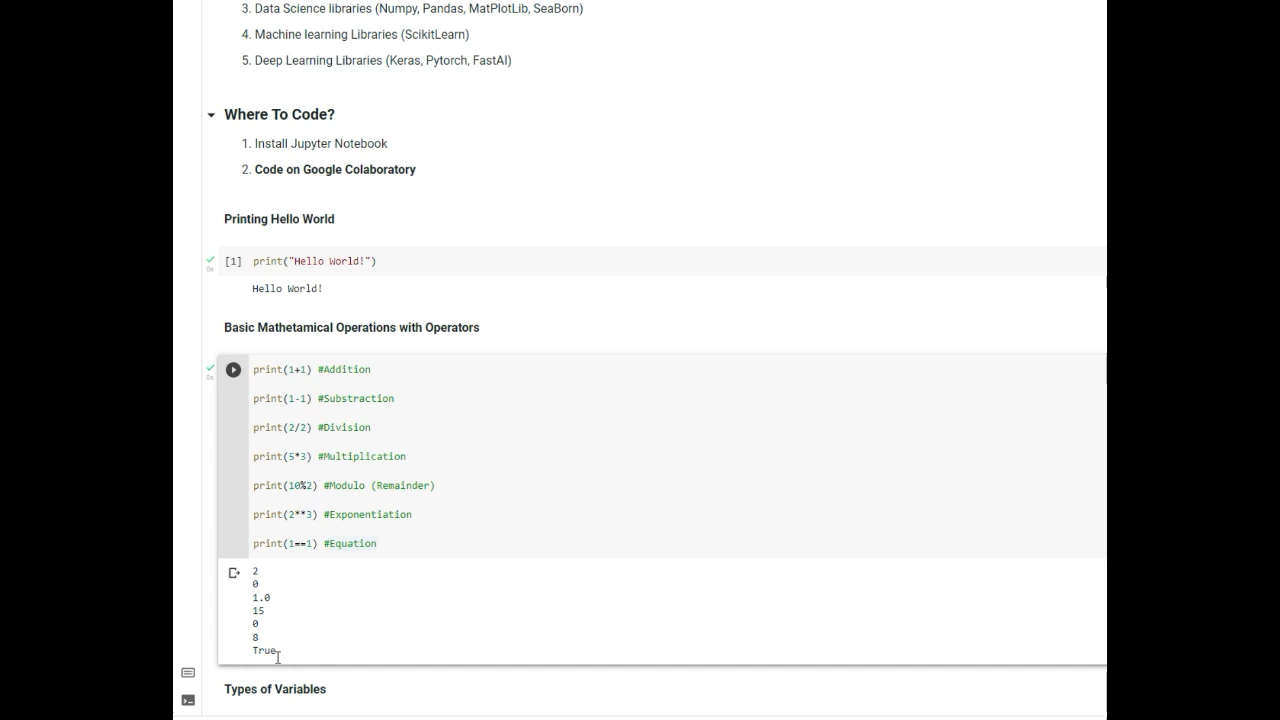 3. Data Science libraries (Numpy, Pandas, MatPlotLib, SeaBorn)
4. Machine learning Libraries (ScikitLearn)
5. Deep Learning Libraries (Keras, Pytorch, FastAI)
Where To Code?
1. Install Jupyter Notebook
2. Code on Google Colaboratory
Printing Hello World
[1] print("Hello World!")
0s
Hello World!
Basic Mathetamical Operations with Operators
print(1+1) #Addition
0s
print(1-1) #Substraction
print(2/2) #Division
print(5*3) #Multiplication
print(10%2) #Modulo (Remainder)
print(2**3) #Exponentiation
print(1==1) #Equation
2
0
1.0
15
0
8
True
Types of Variables